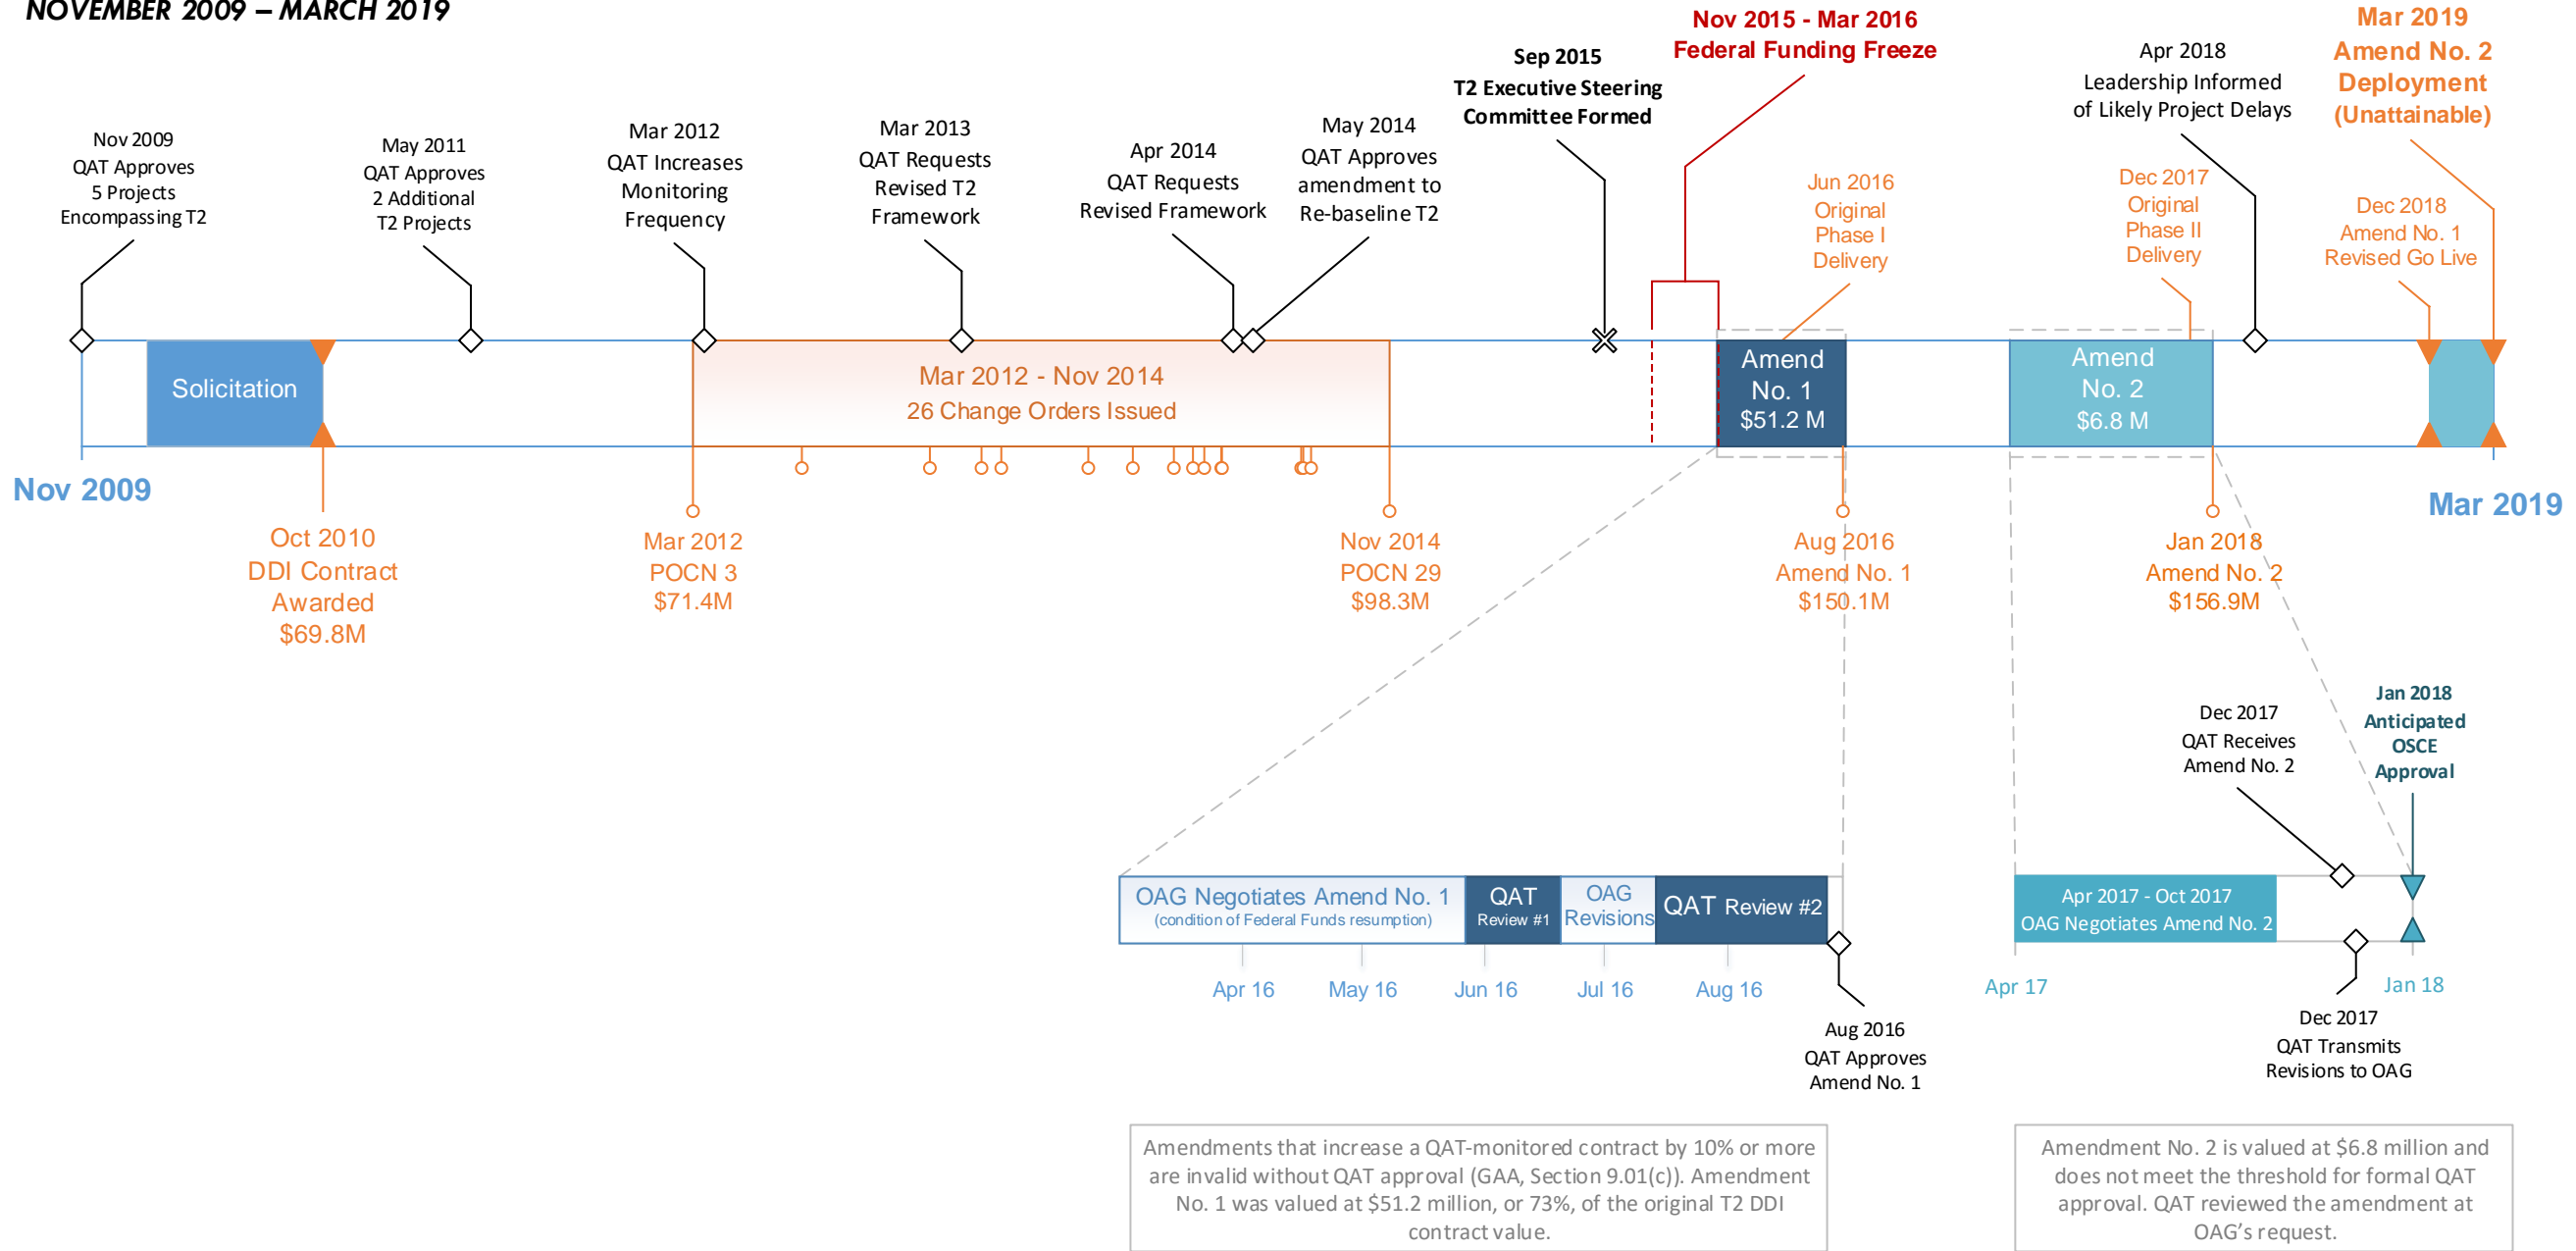 NOVEMBER 2009 – MARCH 2019
Nov 2009
QAT Approves
5 Projects
Encompassing T2
May 2011
QAT Approves
2 Additional
T2 Projects
Mar 2012
QAT Increases
Monitoring
Frequency
Mar 2013
QAT Requests
Revised T2
Framework
Apr 2014
QAT Requests
Revised Framework
May 2014
QAT Approves
amendment to
Re-baseline T2
Sep 2015
T2 Executive Steering
Committee Formed
Nov 2015 - Mar 2016
Federal Funding Freeze
Jun 2016
Original
Phase I
Delivery
Dec 2017
Original
Phase II
Delivery
Apr 2018
Leadership Informed
of Likely Project Delays
Dec 2018
Amend No. 1
Revised Go Live
Mar 2019
Amend No. 2
Deployment
(Unattainable)
Solicitation
Mar 2012 - Nov 2014
26 Change Orders Issued
Amend
No. 1
$51.2 M
Amend
No. 2
$6.8 M
Nov 2009
Mar 2019
Oct 2010
DDI Contract
Awarded
$69.8M
Mar 2012
POCN 3
$71.4M
Nov 2014
POCN 29
$98.3M
Aug 2016
Amend No. 1
$150.1M
Jan 2018
Amend No. 2
$156.9M
Dec 2017
QAT Receives
Amend No. 2
Jan 2018
Anticipated
OSCE
Approval
OAG Negotiates Amend No. 1
(condition of Federal Funds resumption)
QAT
Review #1
OAG
Revisions
QAT Review #2
Apr 2017 - Oct 2017
OAG Negotiates Amend No. 2
Apr 16
May 16
Jun 16
Jul 16
Aug 16
Apr 17
Jan 18
Aug 2016
QAT Approves
Amend No. 1
Dec 2017
QAT Transmits
Revisions to OAG
Amendments that increase a QAT-monitored contract by 10% or more
are invalid without QAT approval (GAA, Section 9.01(c)). Amendment
No. 1 was valued at $51.2 million, or 73%, of the original T2 DDI
contract value.
Amendment No. 2 is valued at $6.8 million and
does not meet the threshold for formal QAT
approval. QAT reviewed the amendment at
OAG’s request.